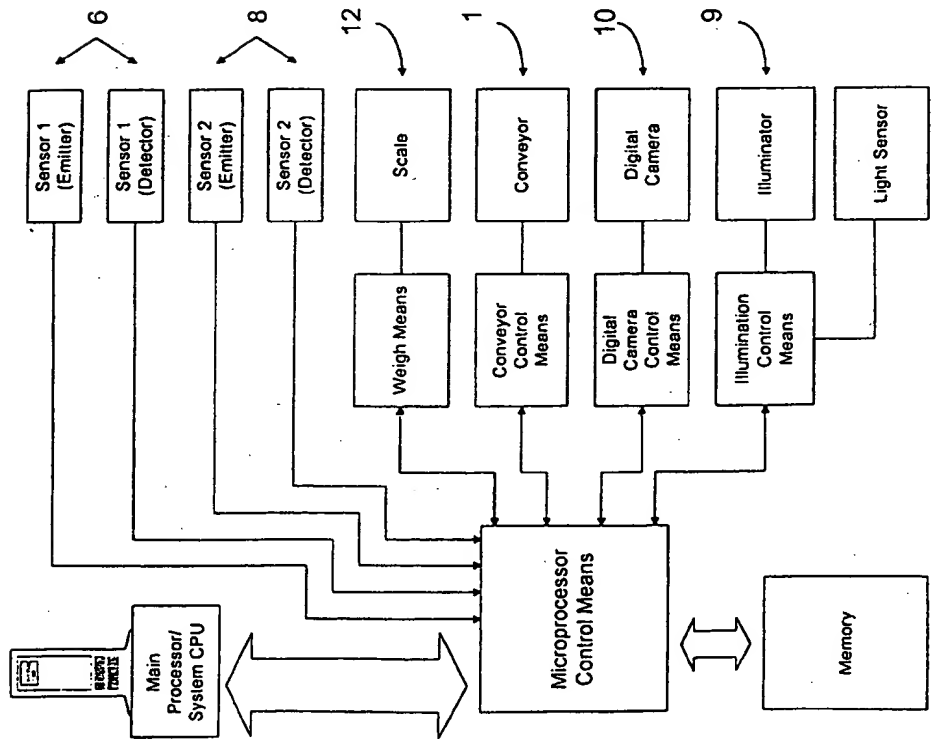 6
8
12
1
10
9
Sensor 1
(Emitter)
Sensor 1
(Detector)
Sensor 2
(Emitter)
Sensor 2
(Detector)
Scale
Conveyor
Digital
Camera
Illuminator
Light Sensor
Weigh Means
Conveyor
Control
Means
Digital
Camera
Control
Means
Illumination
Control
Means
Main
Processor/
System CPU
Microprocessor
Control Means
Memory